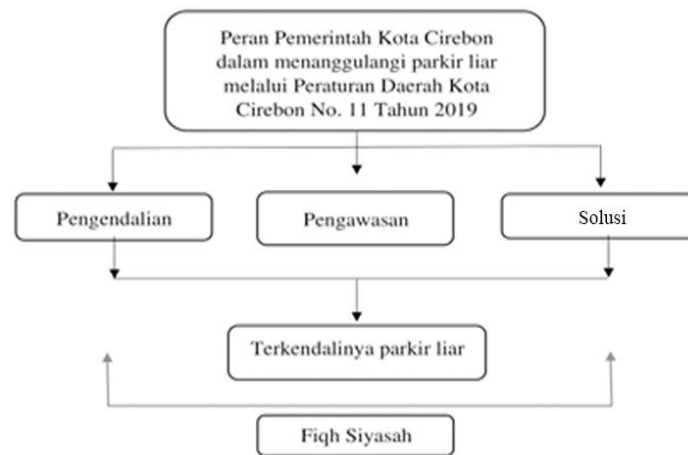 Peran Pemerintah Kota Cirebon
dalam menanggulangi parkir liar
melalui Peraturan Daerah Kota
Cirebon No. 11 Tahun 2019
Pengendalian
Pengawasan
Solusi
Terkendalinya parkir liar
Fiqh Siyasah